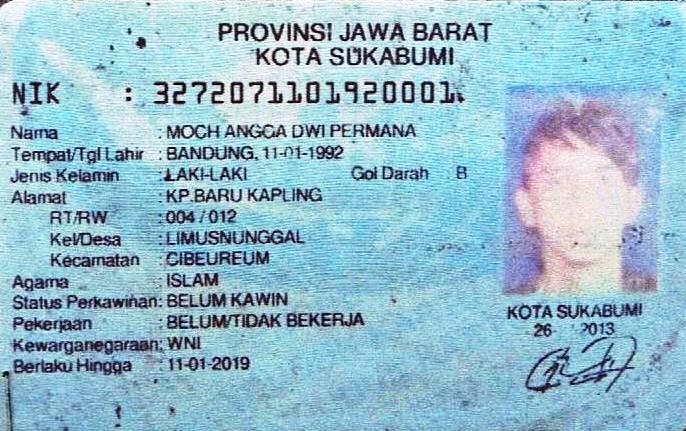 PROVINSI JAWA BARAT
KOTA SUKABUMI
NIK : 3272071101920001
Nama : MOCH ANGGA DWI PERMANA
Tempat/Tgl Lahir : BANDUNG, 11-01-1992
Jenis Kelamin : LAKI-LAKI Gol Darah B
Alamat : KP.BARU KAPLING
RT/RW : 004 / 012
Kel/Desa : LIMUSNUNGGAL
Kecamatan : CIBEUREUM
Agama : ISLAM
Status Perkawinan: BELUM KAWIN
Pekerjaan : BELUM/TIDAK BEKERJA
Kewarganegaraan: WNI
Berlaku Hingga : 11-01-2019
KOTA SUKABUMI
26- 2013